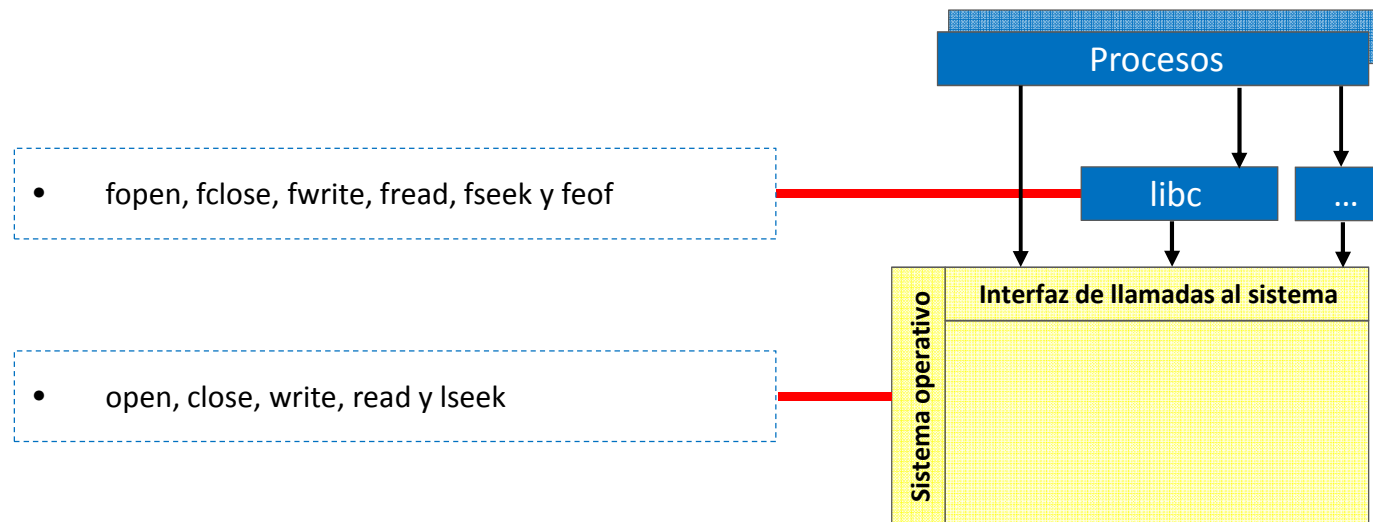 Procesos
• fopen, fclose, fwrite, fread, fseek y feof
libc
...
Interfaz de llamadas al sistema
Sistema operativo
• open, close, write, read y lseek